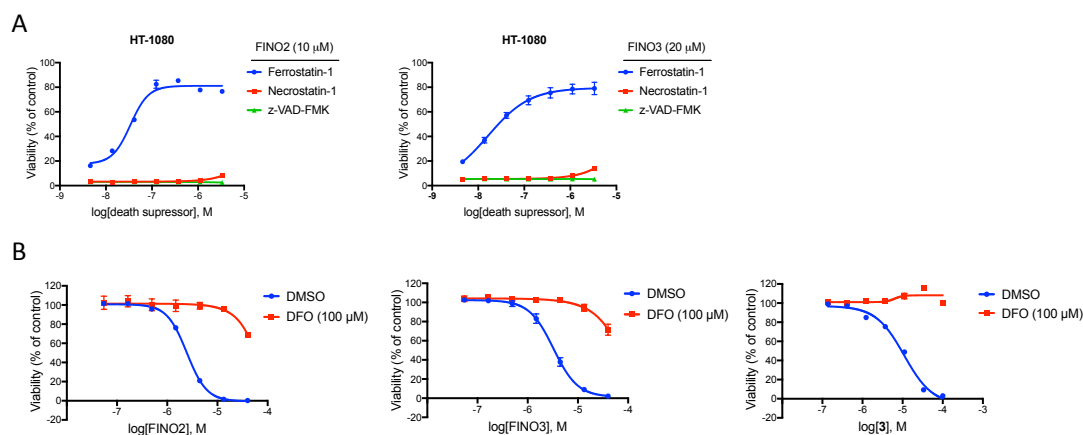 A
HT-1080
FINO2 (10 µM)
Ferrostatin-1
Necrostatin-1
z-VAD-FMK
Viability (% of control)
100
80
60
40
20
0
-9
-8
-7
-6
-5
log[death supressor], M
HT-1080
FINO3 (20 µM)
Ferrostatin-1
Necrostatin-1
z-VAD-FMK
Viability (% of control)
100
80
60
40
20
0
-9
-8
-7
-6
-5
log[death supressor], M
B
DMSO
DFO (100 µM)
Viability (% of control)
120
100
80
60
40
20
0
-20
-7
-6
-5
-4
log[FINO2], M
DMSO
DFO (100 µM)
Viability (% of control)
120
100
80
60
40
20
0
-20
-7
-6
-5
-4
log[FINO3], M
DMSO
DFO (100 µM)
Viability (% of control)
120
100
80
60
40
20
0
-20
-7
-6
-5
-4
-3
log[3], M